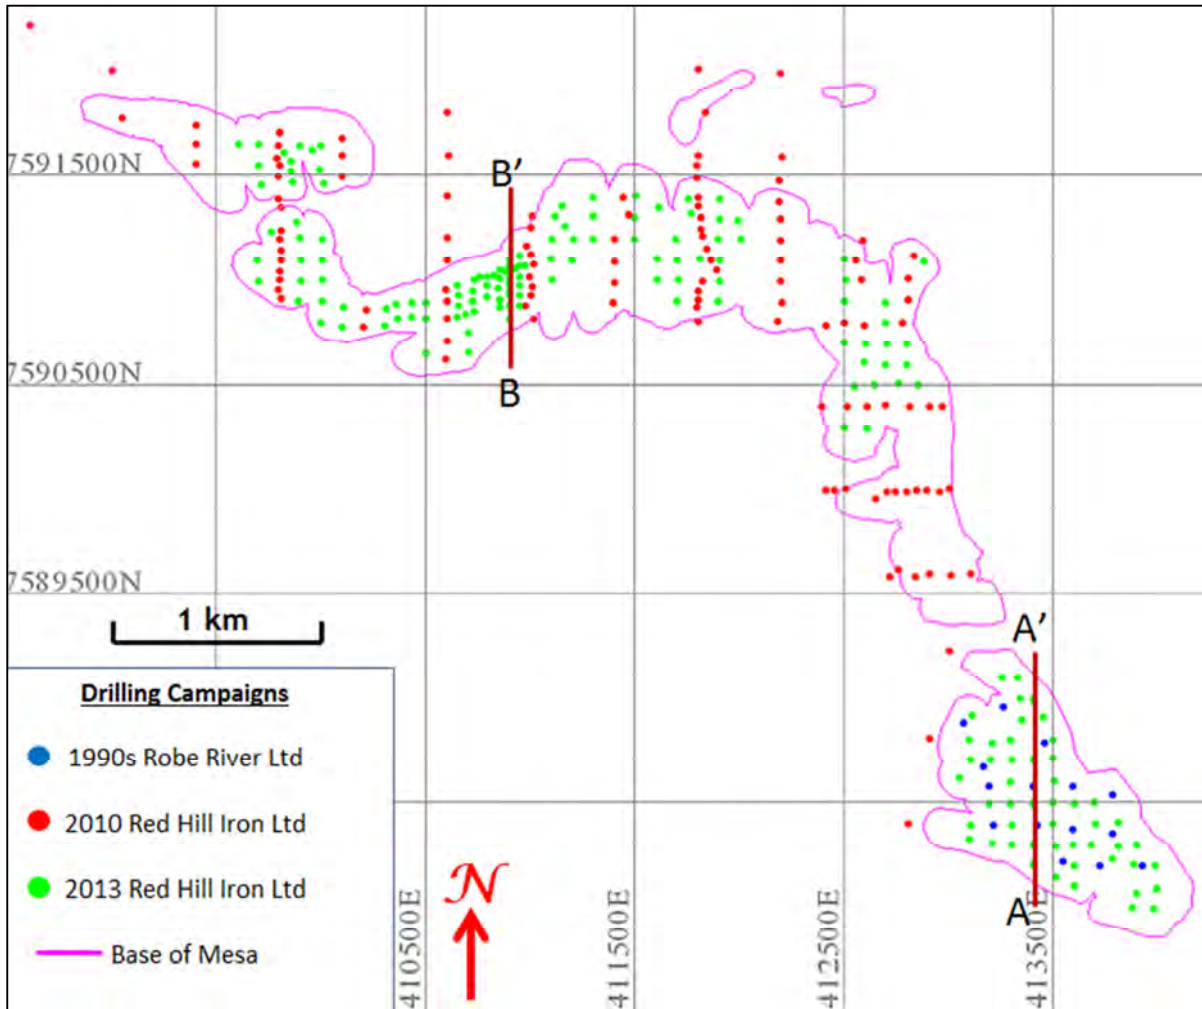 7591500N
B'
7590500N
B
7589500N
1 km
A'
Drilling Campaigns
1990s Robe River Ltd
2010 Red Hill Iron Ltd
2013 Red Hill Iron Ltd
Base of Mesa
N
410500E
411500E
412500E
413500E
A